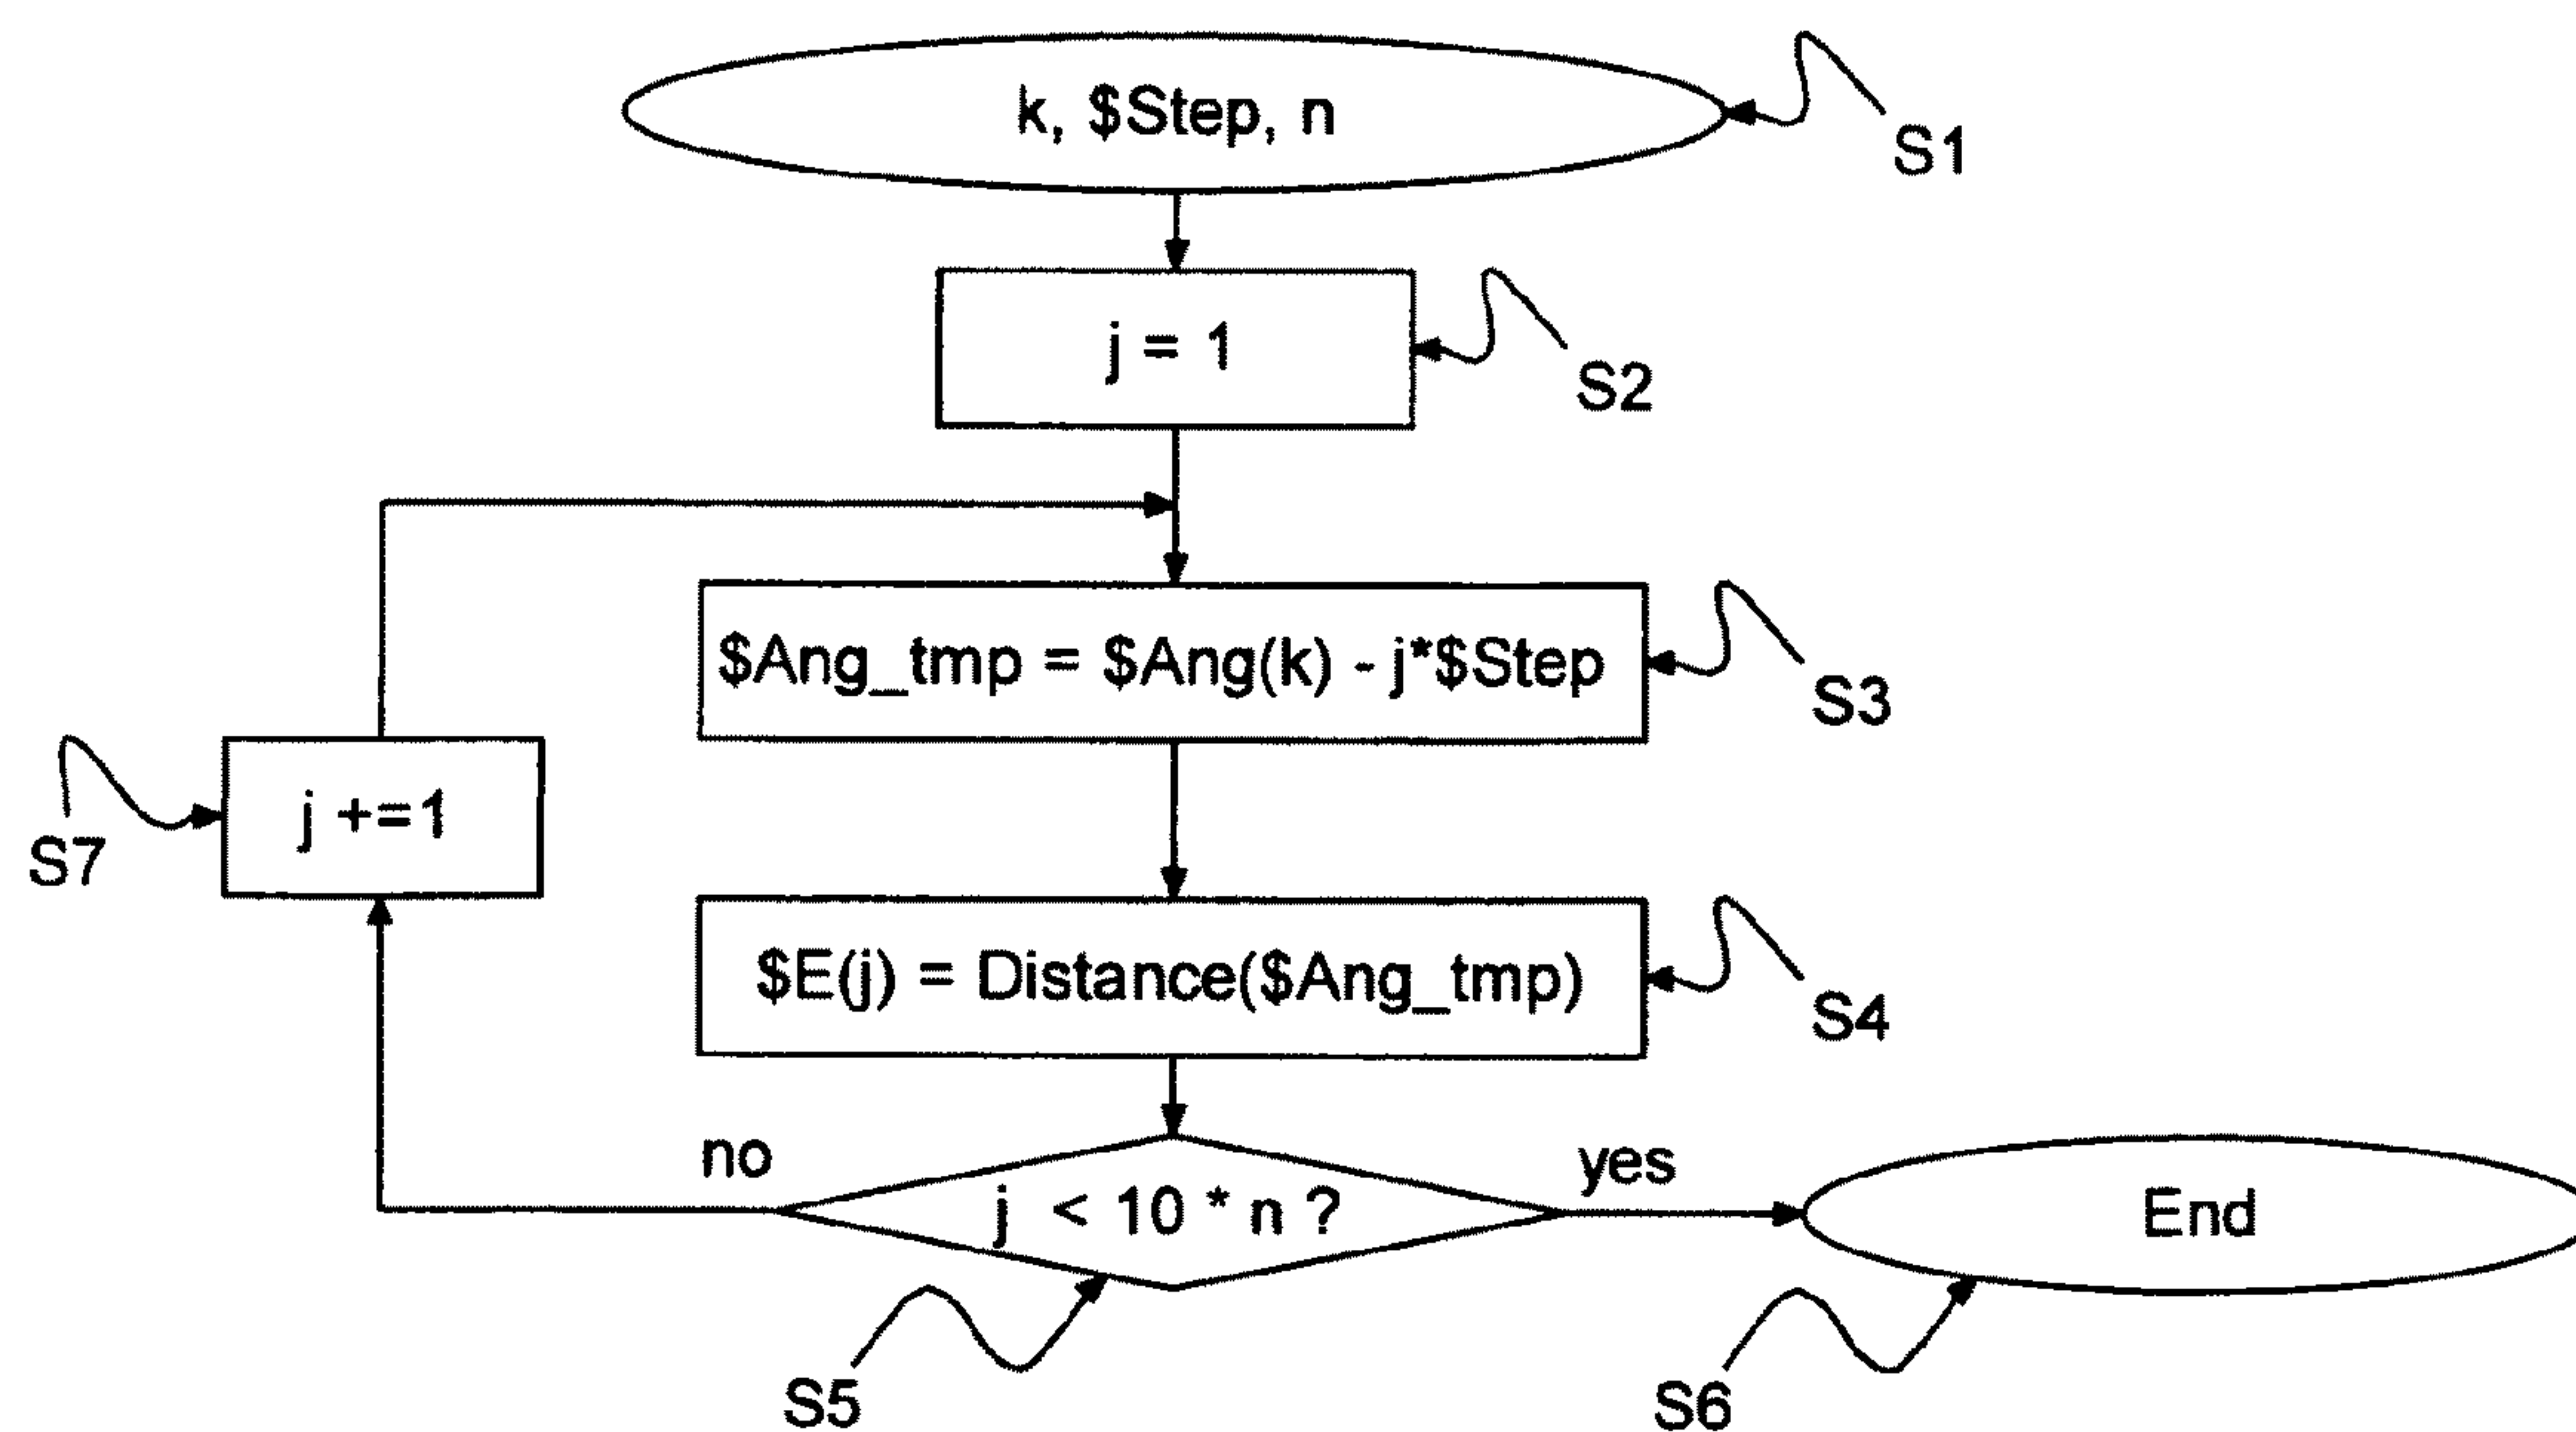 k, $Step, n
S1
j = 1
S2
$Ang_tmp = $Ang(k) - j*$Step
S3
j +=1
S7
$E(j) = Distance($Ang_tmp)
S4
no
j < 10 * n ?
yes
End
S5
S6